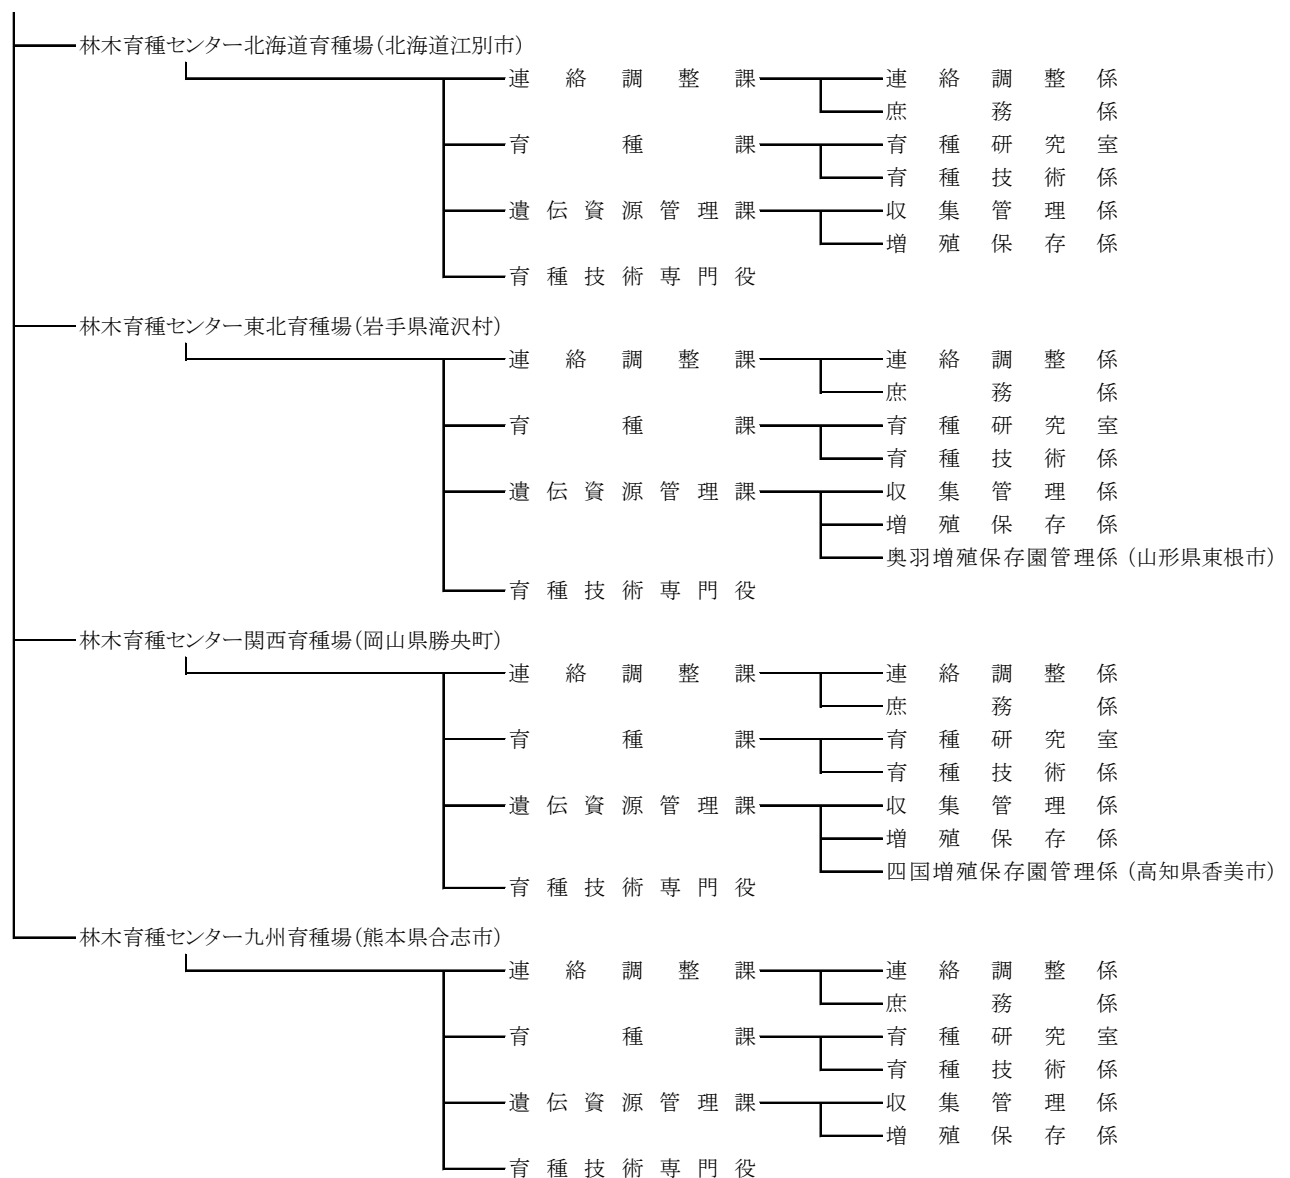 林木育種センター北海道育種場(北海道江別市)
連絡調整課 連絡調整係
庶務係
育種課 育種研究室
育種技術係
遺伝資源管理課 収集管理係
増殖保存係
育種技術専門役
林木育種センター東北育種場(岩手県滝沢村)
連絡調整課 連絡調整係
庶務係
育種課 育種研究室
育種技術係
遺伝資源管理課 収集管理係
増殖保存係
奥羽増殖保存園管理係(山形県東根市)
育種技術専門役
林木育種センター関西育種場(岡山県勝央町)
連絡調整課 連絡調整係
庶務係
育種課 育種研究室
育種技術係
遺伝資源管理課 収集管理係
増殖保存係
四国増殖保存園管理係(高知県香美市)
育種技術専門役
林木育種センター九州育種場(熊本県合志市)
連絡調整課 連絡調整係
庶務係
育種課 育種研究室
育種技術係
遺伝資源管理課 収集管理係
増殖保存係
育種技術専門役